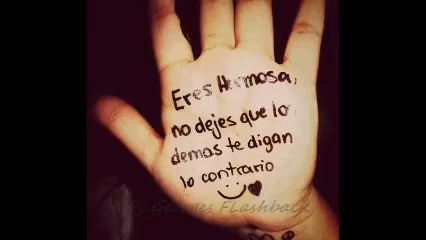 Eres Hermosa,
no dejes que lo
demas te digan
lo contrario
Flashback